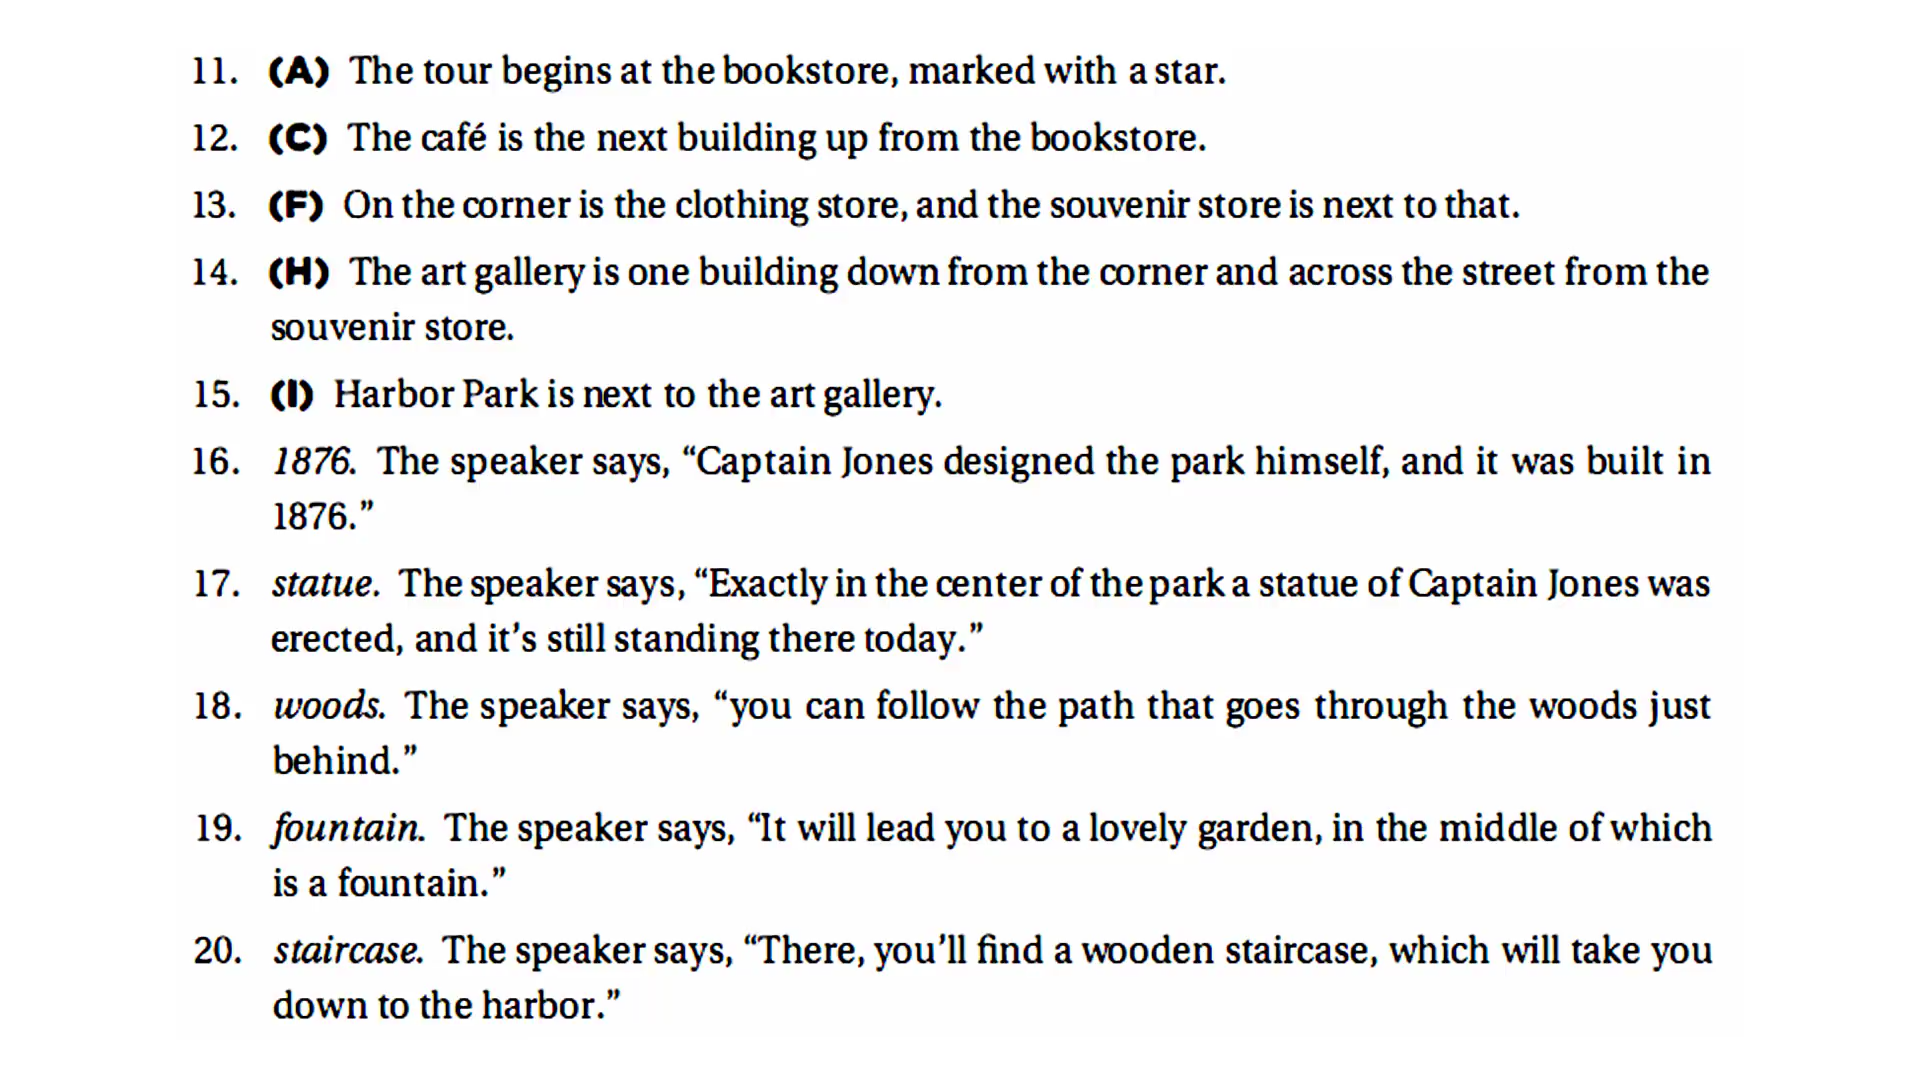 11. (A) The tour begins at the bookstore, marked with a star.
12. (C) The café is the next building up from the bookstore.
13. (F) On the corner is the clothing store, and the souvenir store is next to that.
14. (H) The art gallery is one building down from the corner and across the street from the
souvenir store.
15. (I) Harbor Park is next to the art gallery.
16. 1876. The speaker says, “Captain Jones designed the park himself, and it was built in
1876.”
17. statue. The speaker says, “Exactly in the center of the park a statue of Captain Jones was
erected, and it’s still standing there today.”
18. woods. The speaker says, “you can follow the path that goes through the woods just
behind.”
19. fountain. The speaker says, “It will lead you to a lovely garden, in the middle of which
is a fountain.”
20. staircase. The speaker says, “There, you’ll find a wooden staircase, which will take you
down to the harbor.”